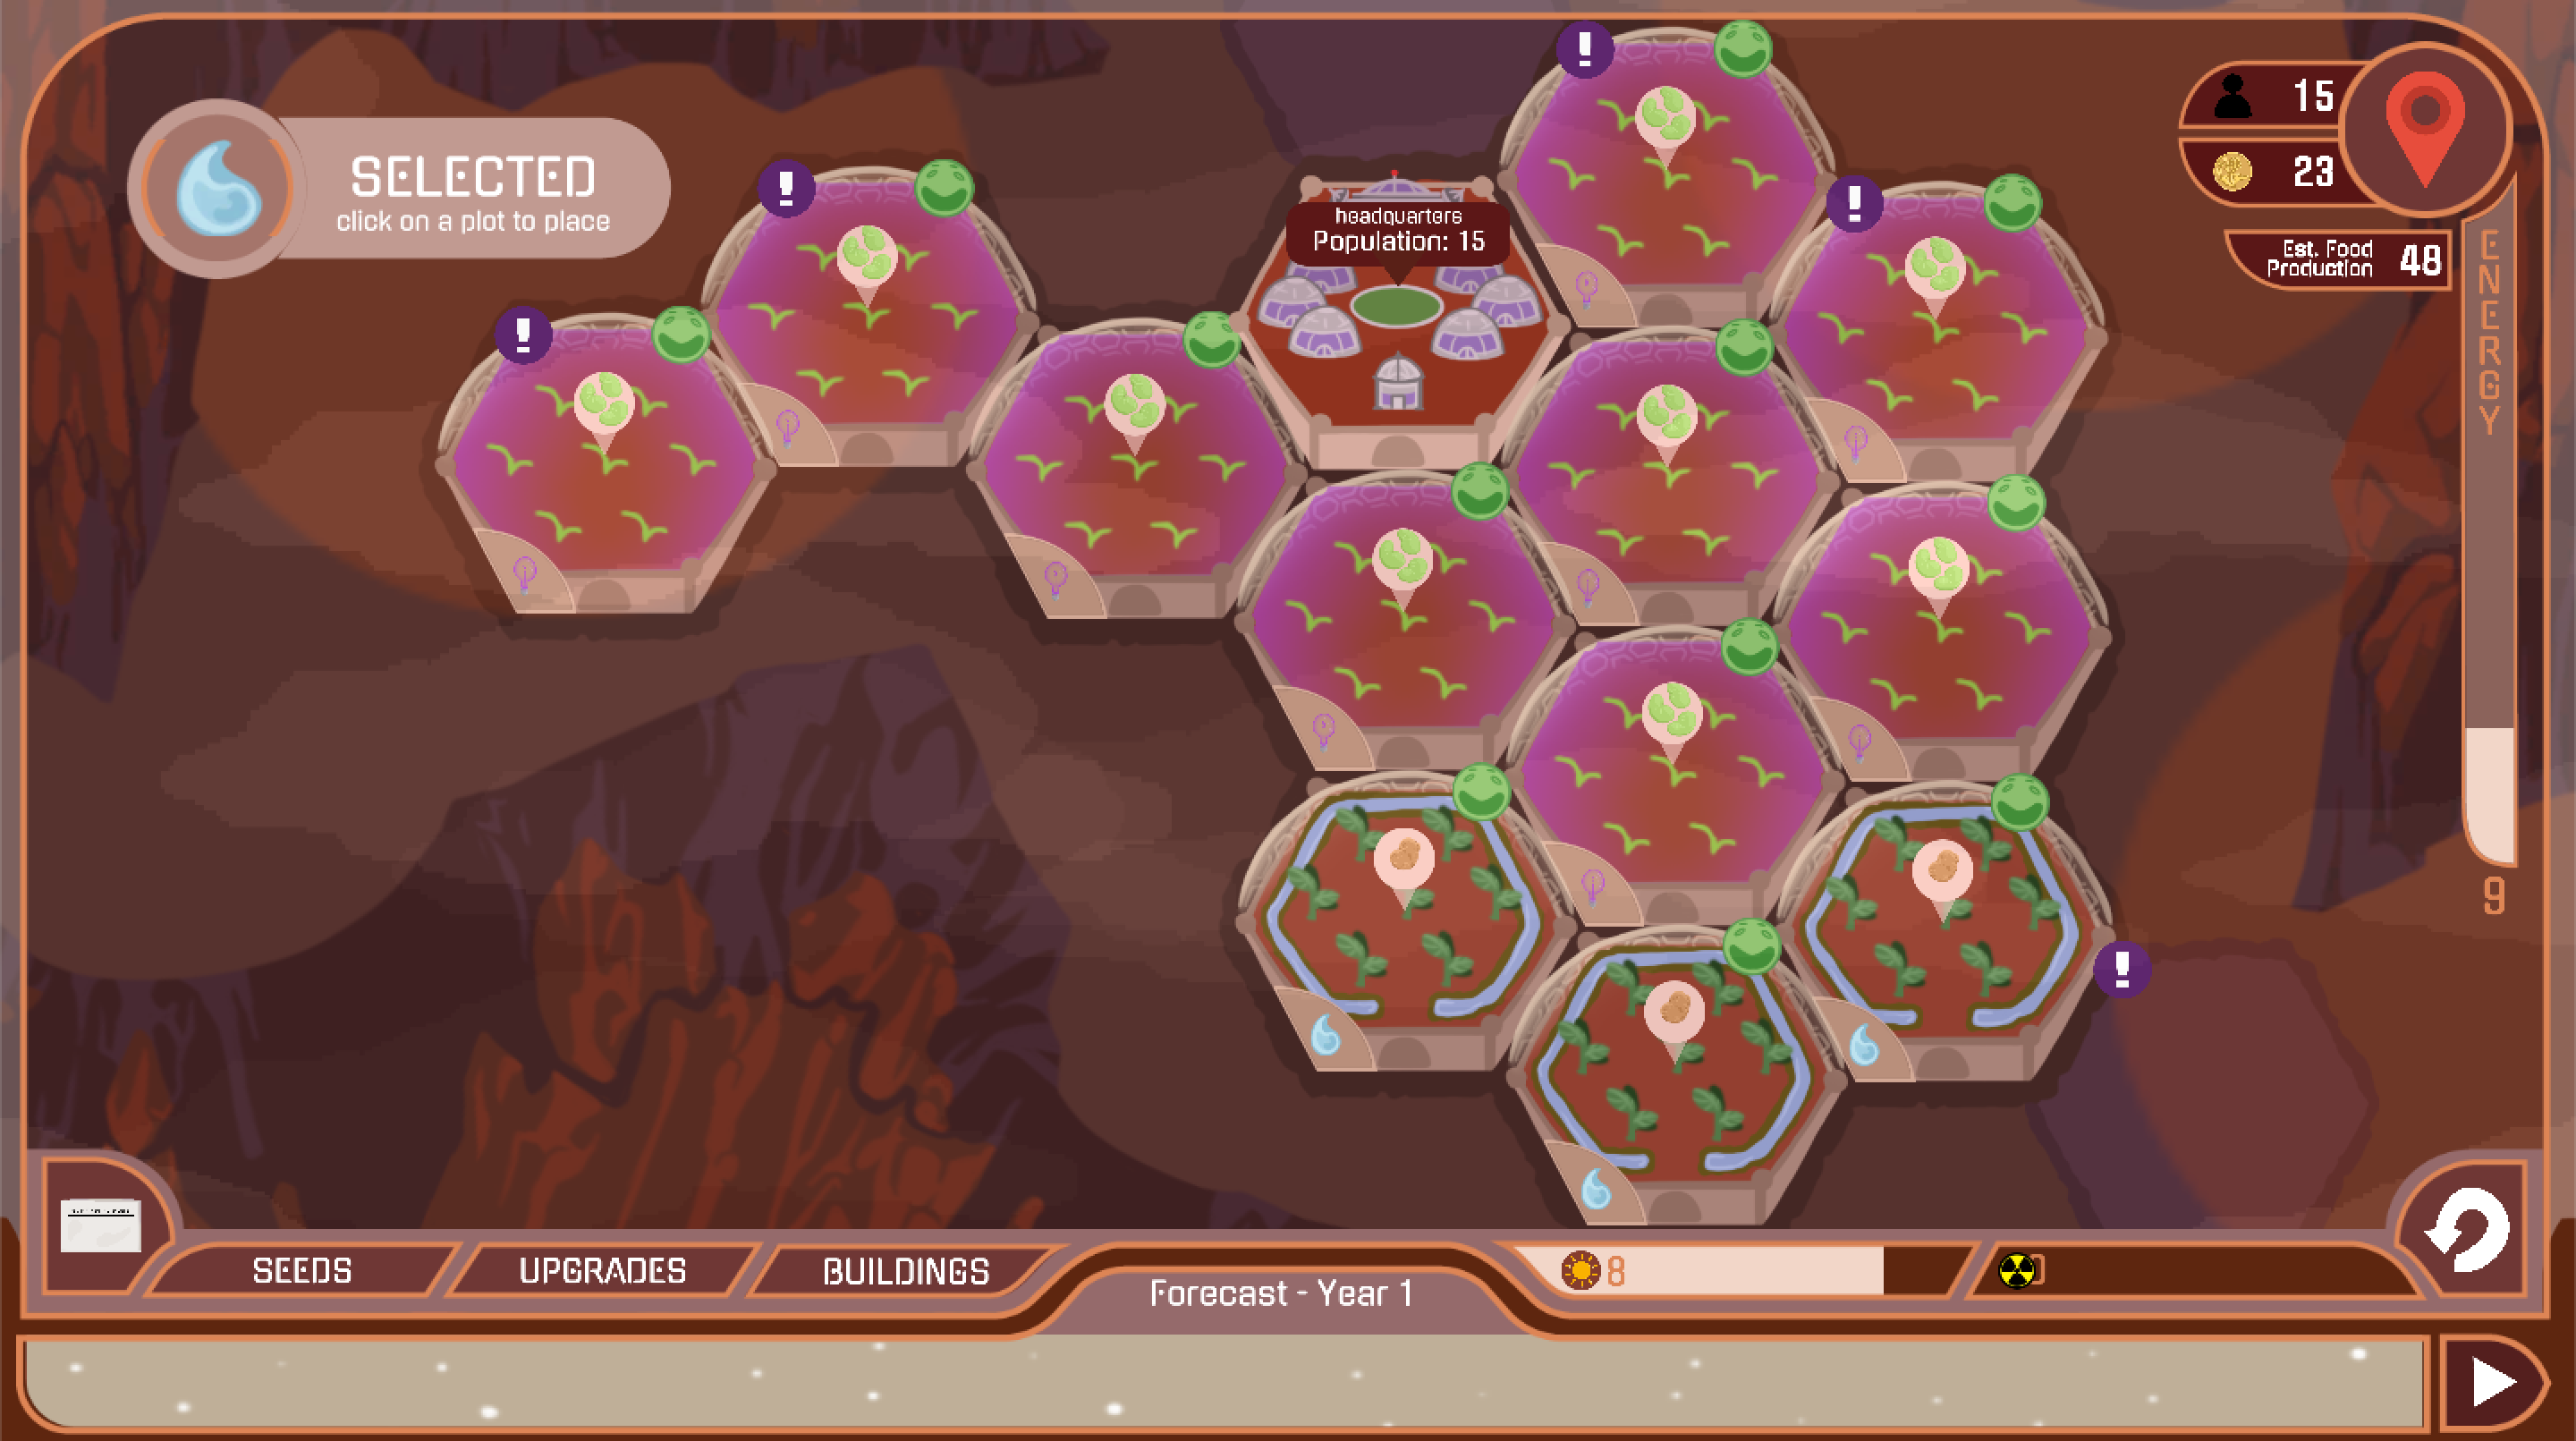 SELECTED
click on a plot to place
headquarters
Population: 15
15
23
Est. Food
Production
48
ENERGY
9
SEEDS
UPGRADES
BUILDINGS
Forecast - Year 1
8
0